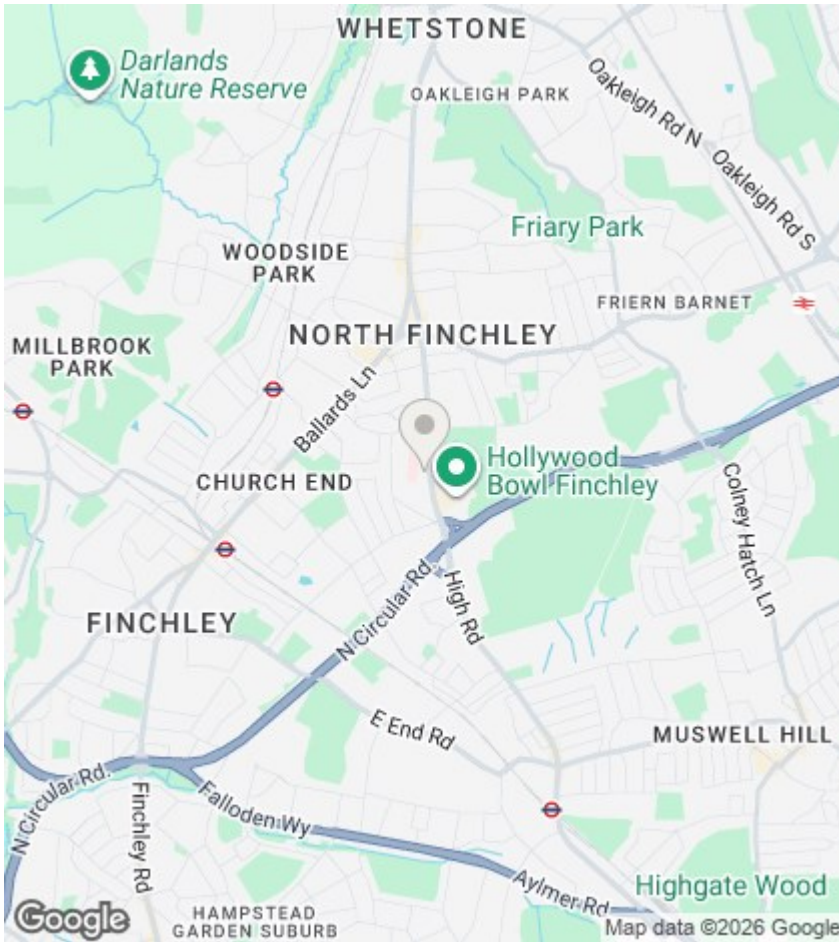 WHETSTONE
Darlands
Nature Reserve
OAKLEIGH PARK
Oakleigh Rd N
Oakleigh Rd S
Friary Park
WOODSIDE
PARK
FRIERN BARNET
NORTH FINCHLEY
MILLBROOK
PARK
Ballards Ln
Hollywood
Bowl Finchley
CHURCH END
Colney Hatch Ln
N Circular Rd.
High Rd
FINCHLEY
E End Rd
MUSWELL HILL
N Circular Rd.
Finchley Rd
Falloden Wy
Aylmer Rd
Highgate Wood
Google
HAMPSTEAD
GARDEN SUBURB
Map data ©2026 Google